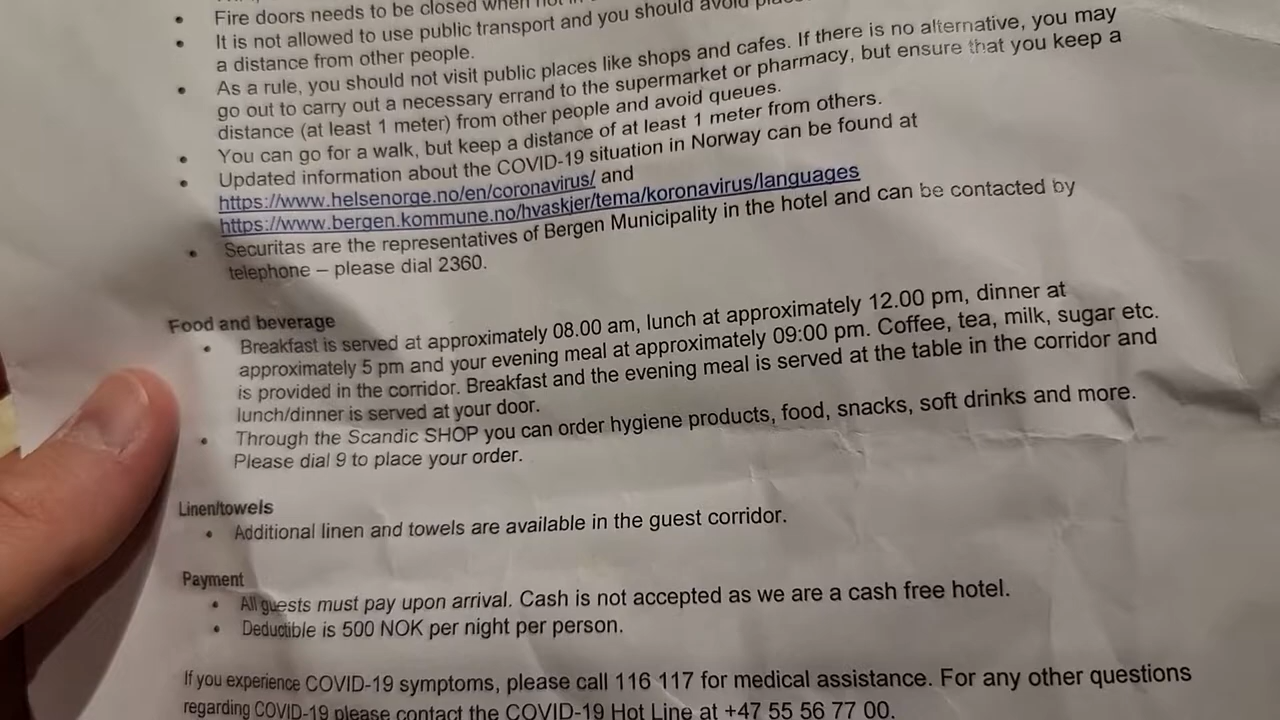 Fire doors needs to be closed when not in
It is not allowed to use public transport and you should avoid
a distance from other people.
As a rule, you should not visit public places like shops and cafes. If there is no alternative, you may
go out to carry out a necessary errand to the supermarket or pharmacy, but ensure that you keep a
distance (at least 1 meter) from other people and avoid queues.
You can go for a walk, but keep a distance of at least 1 meter from others.
Updated information about the COVID-19 situation in Norway can be found at
https://www.helsenorge.no/en/coronavirus/ and
https://www.bergen.kommune.no/hvaskjer/tema/koronavirus/languages
Securitas are the representatives of Bergen Municipality in the hotel and can be contacted by
telephone – please dial 2360.
Food and beverage
Breakfast is served at approximately 08.00 am, lunch at approximately 12.00 pm, dinner at
approximately 5 pm and your evening meal at approximately 09:00 pm. Coffee, tea, milk, sugar etc.
is provided in the corridor. Breakfast and the evening meal is served at the table in the corridor and
lunch/dinner is served at your door.
Through the Scandic SHOP you can order hygiene products, food, snacks, soft drinks and more.
Please dial 9 to place your order.
Linen/towels
Additional linen and towels are available in the guest corridor.
Payment
All guests must pay upon arrival. Cash is not accepted as we are a cash free hotel.
Deductible is 500 NOK per night per person.
If you experience COVID-19 symptoms, please call 116 117 for medical assistance. For any other questions
regarding COVID-19 please contact the COVID-19 Hot Line at +47 55 56 77 00.